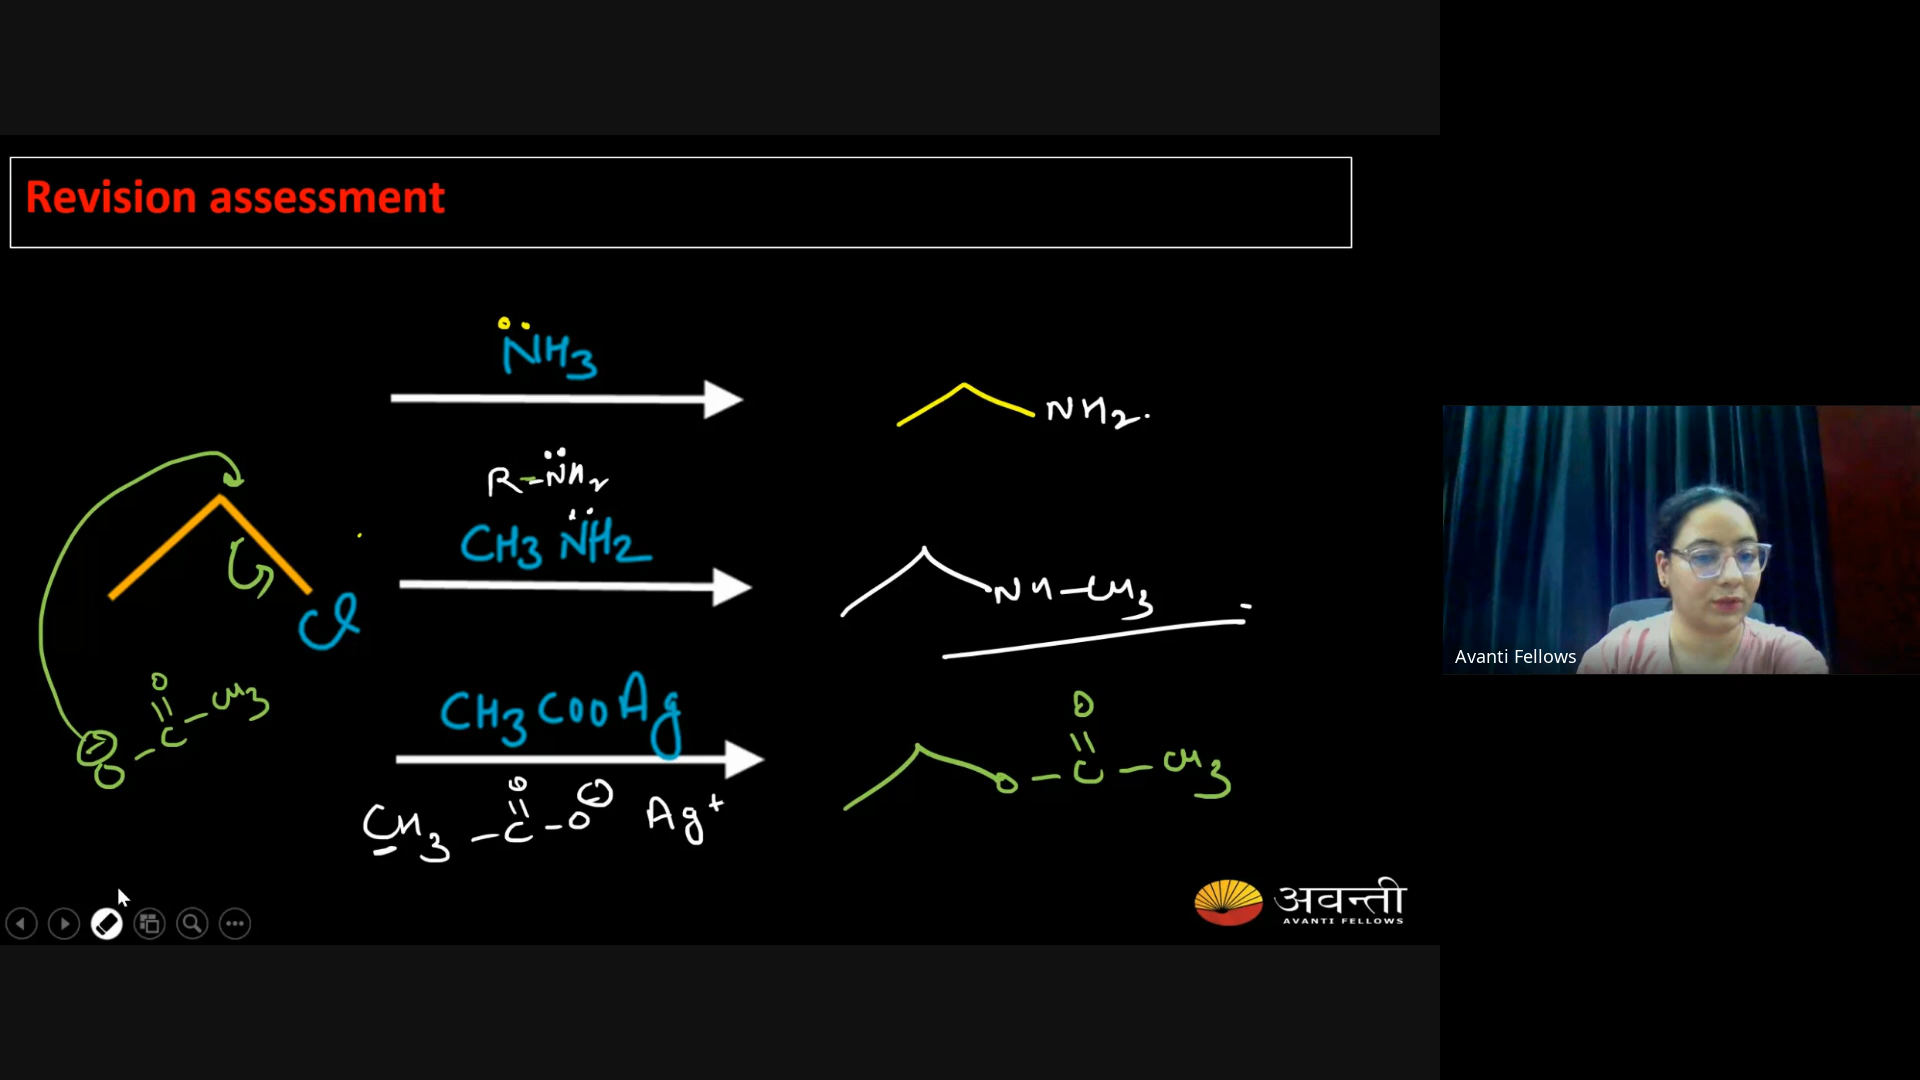 Revision assessment
NH3
NH2.
R-NH2
CH3 NH2
NH-CH3
Cl
CH3COOAg
O
|| 
C - CH3
⊖
O -
O
||
CH3 - C - O⊖ Ag+
O
||
O - C - CH3
Avanti Fellows
अवन्ती
AVANTI FELLOWS